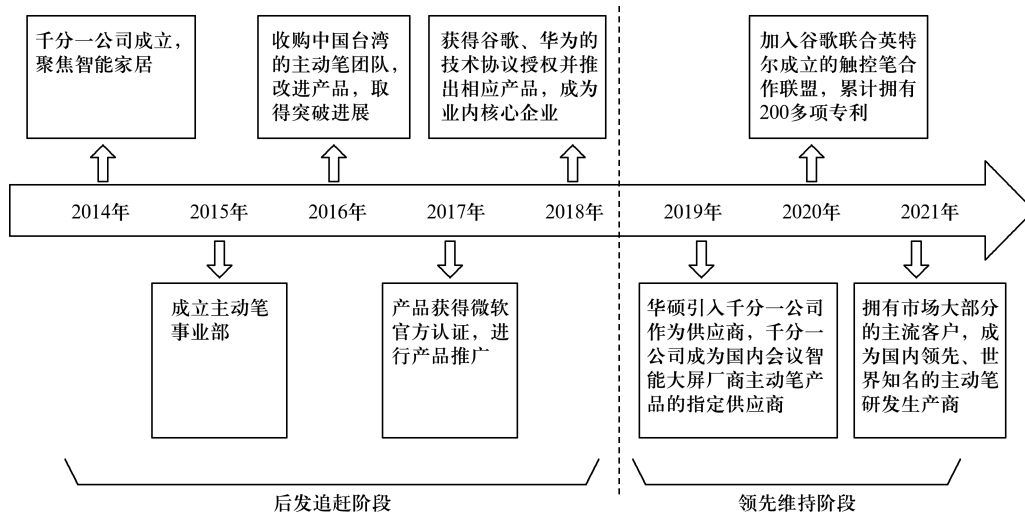 千分一公司成立，
聚焦智能家居
收购中国台湾
的主动笔团队，
改进产品，取
得突破进展
获得谷歌、华为的
技术协议授权并推
出相应产品，成为
业内核心企业
加入谷歌联合英特
尔成立的触控笔合
作联盟，累计拥有
200多项专利
2014年
2015年
2016年
2017年
2018年
2019年
2020年
2021年
成立主动笔
事业部
产品获得微软
官方认证，进
行产品推广
华硕引入千分一公司
作为供应商，千分一
公司成为国内会议智
能大屏厂商主动笔产
品的指定供应商
拥有市场大部分
的主流客户，成
为国内领先、世
界知名的主动笔
研发生产商
后发追赶阶段
领先维持阶段